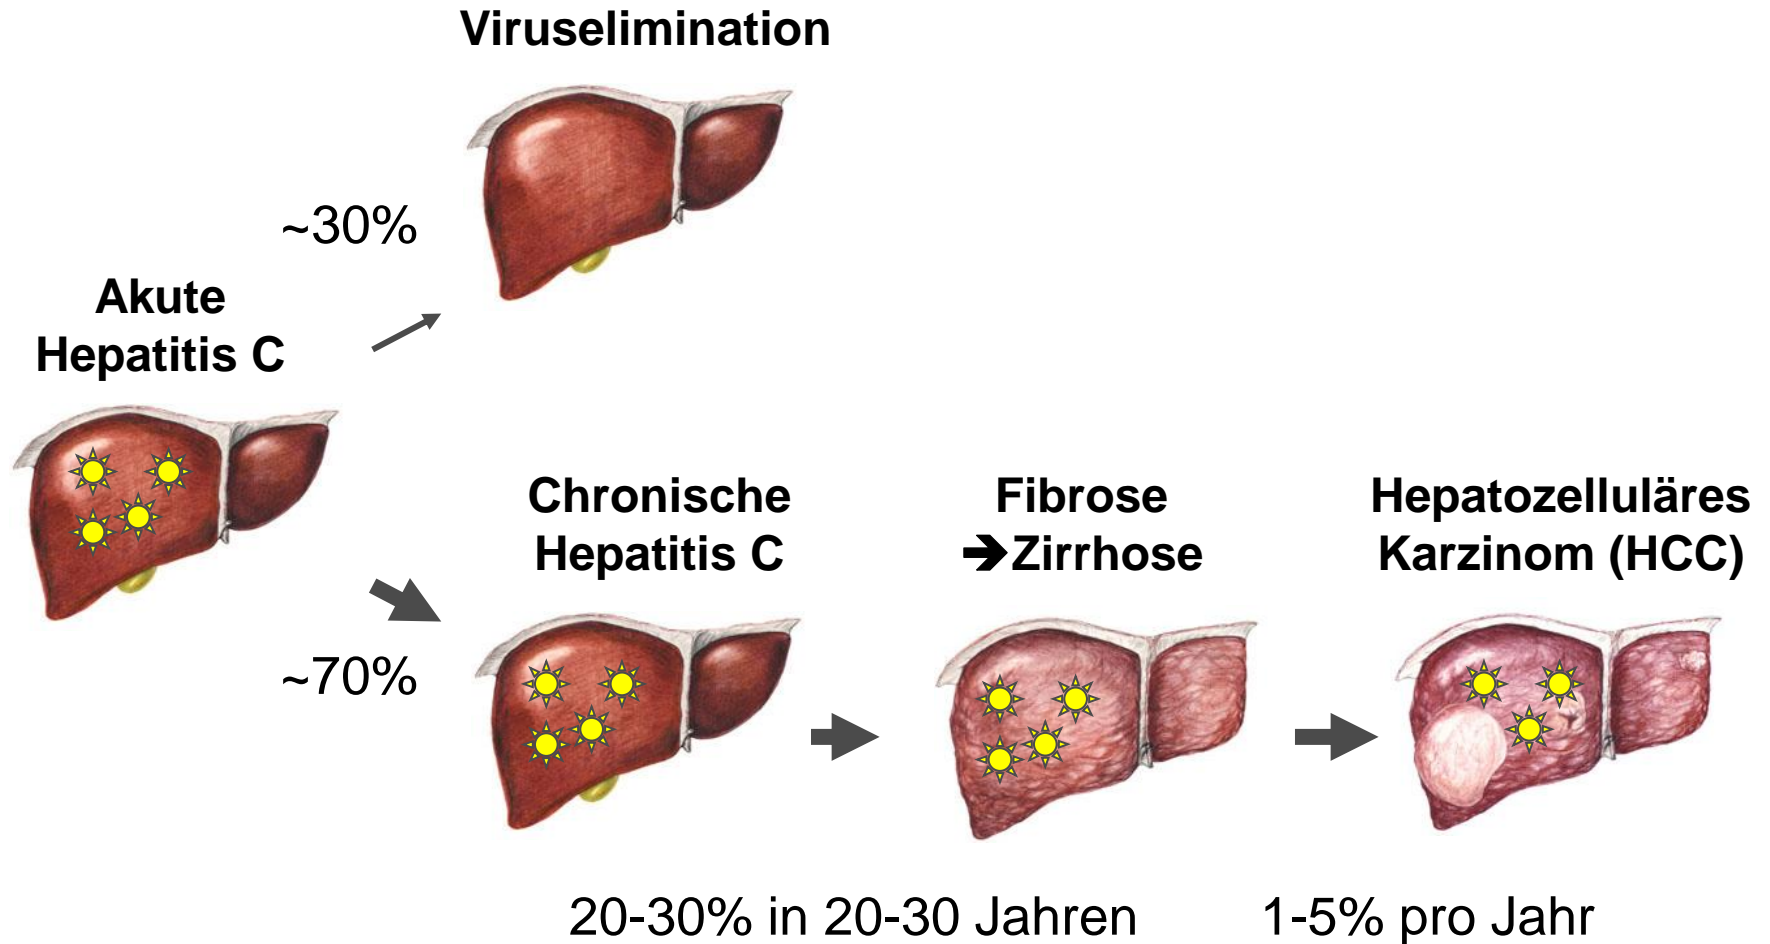 Viruselimination
~30%
Akute
Hepatitis C
~70%
Chronische
Hepatitis C
Fibrose
➔Zirrhose
Hepatozelluläres
Karzinom (HCC)
20-30% in 20-30 Jahren
1-5% pro Jahr